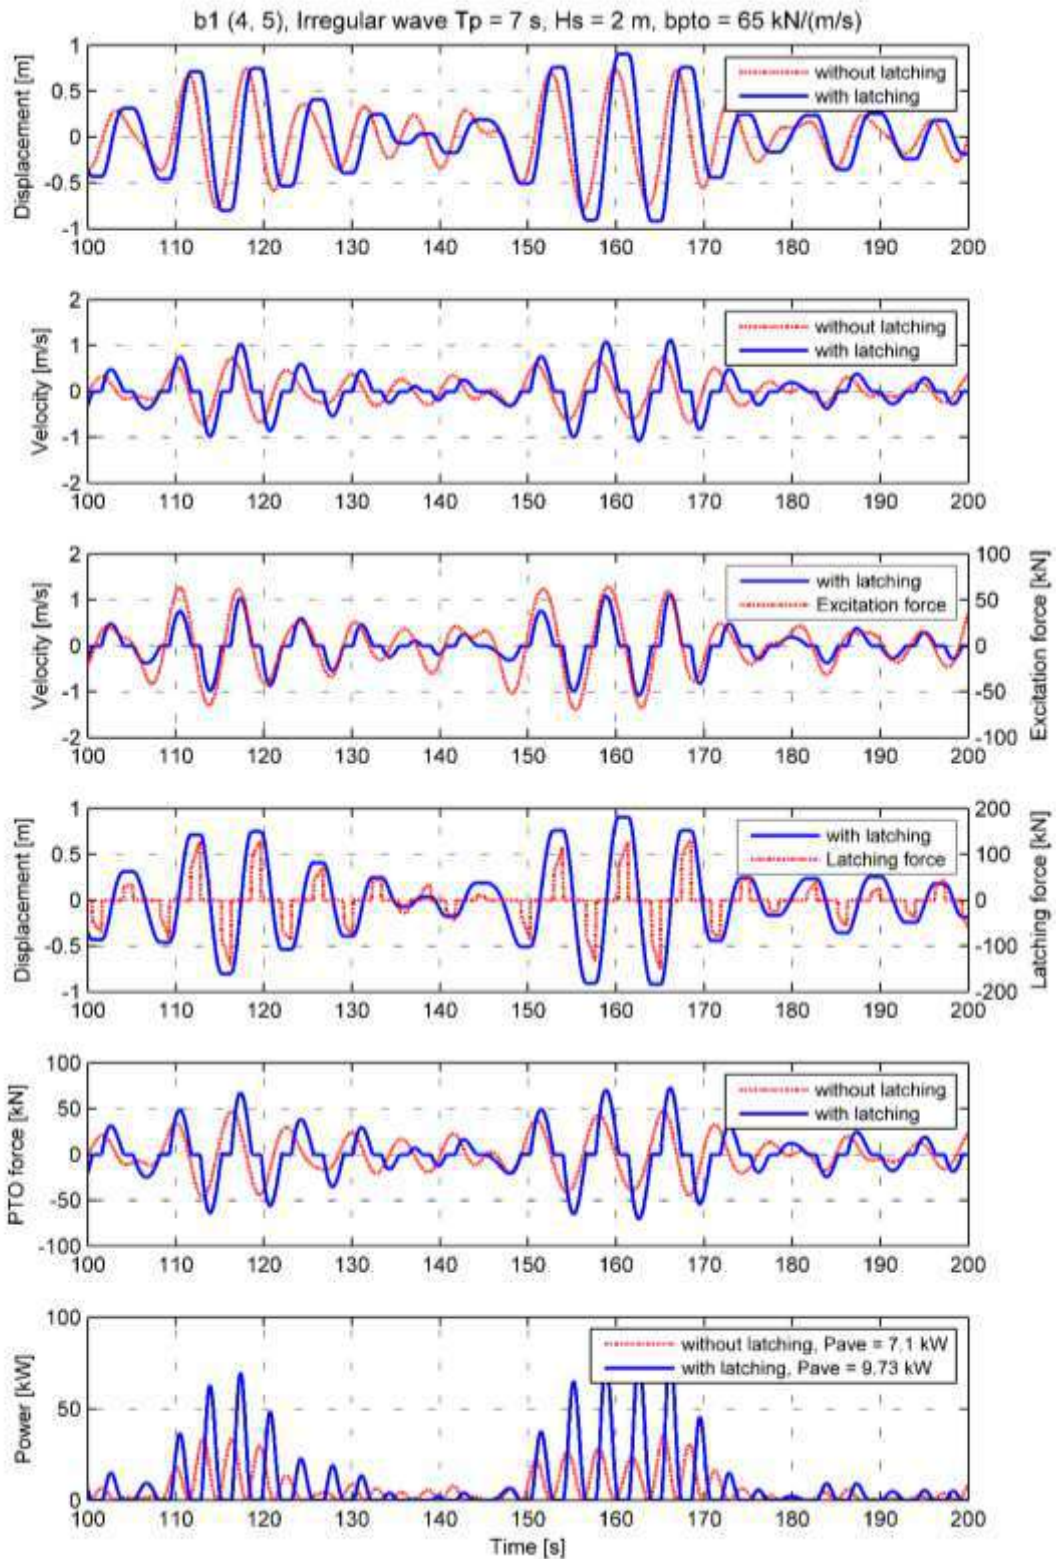 b1 (4, 5), Irregular wave Tp = 7 s, Hs = 2 m, bpto = 65 kN/(m/s)
Displacement [m]
1
0.5
0
-0.5
-1
without latching
with latching
100 110 120 130 140 150 160 170 180 190 200
Velocity [m/s]
2
1
0
-1
-2
without latching
with latching
100 110 120 130 140 150 160 170 180 190 200
Velocity [m/s]
2
1
0
-1
-2
with latching
Excitation force
100
50
0
-50
-100
Excitation force [kN]
100 110 120 130 140 150 160 170 180 190 200
Displacement [m]
1
0.5
0
-0.5
-1
with latching
Latching force
200
100
0
-100
-200
Latching force [kN]
100 110 120 130 140 150 160 170 180 190 200
PTO force [kN]
100
50
0
-50
-100
without latching
with latching
100 110 120 130 140 150 160 170 180 190 200
Power [kW]
100
50
0
without latching, Pave = 7.1 kW
with latching, Pave = 9.73 kW
100 110 120 130 140 150 160 170 180 190 200
Time [s]